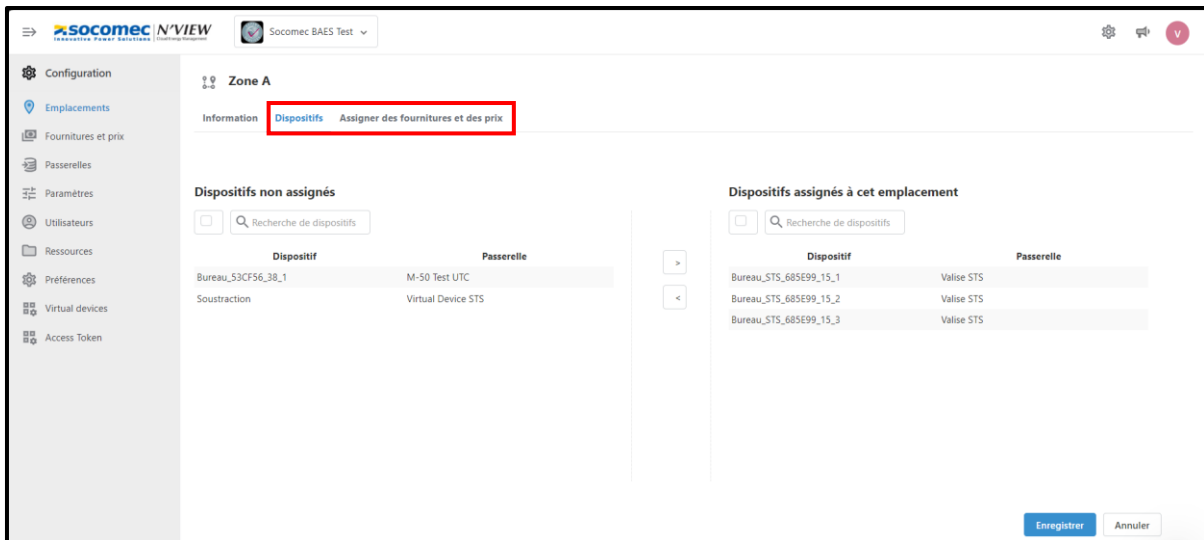 socomec N'VIEW Socomec BAES Test V
Innovative Power Solutions Cloud Energy Management
Configuration
Emplacements
Fournitures et prix
Passerelles
Paramètres
Utilisateurs
Ressources
Préférences
Virtual devices
Access Token
Zone A
Information Dispositifs Assigner des fournitures et des prix
Dispositifs non assignés
Recherche de dispositifs
Dispositif Passerelle
Bureau_53CF56_38_1 M-50 Test UTC
Soustraction Virtual Device STS
>
<
Dispositifs assignés à cet emplacement
Recherche de dispositifs
Dispositif Passerelle
Bureau_STS_685E99_15_1 Valise STS
Bureau_STS_685E99_15_2 Valise STS
Bureau_STS_685E99_15_3 Valise STS
Enregistrer Annuler